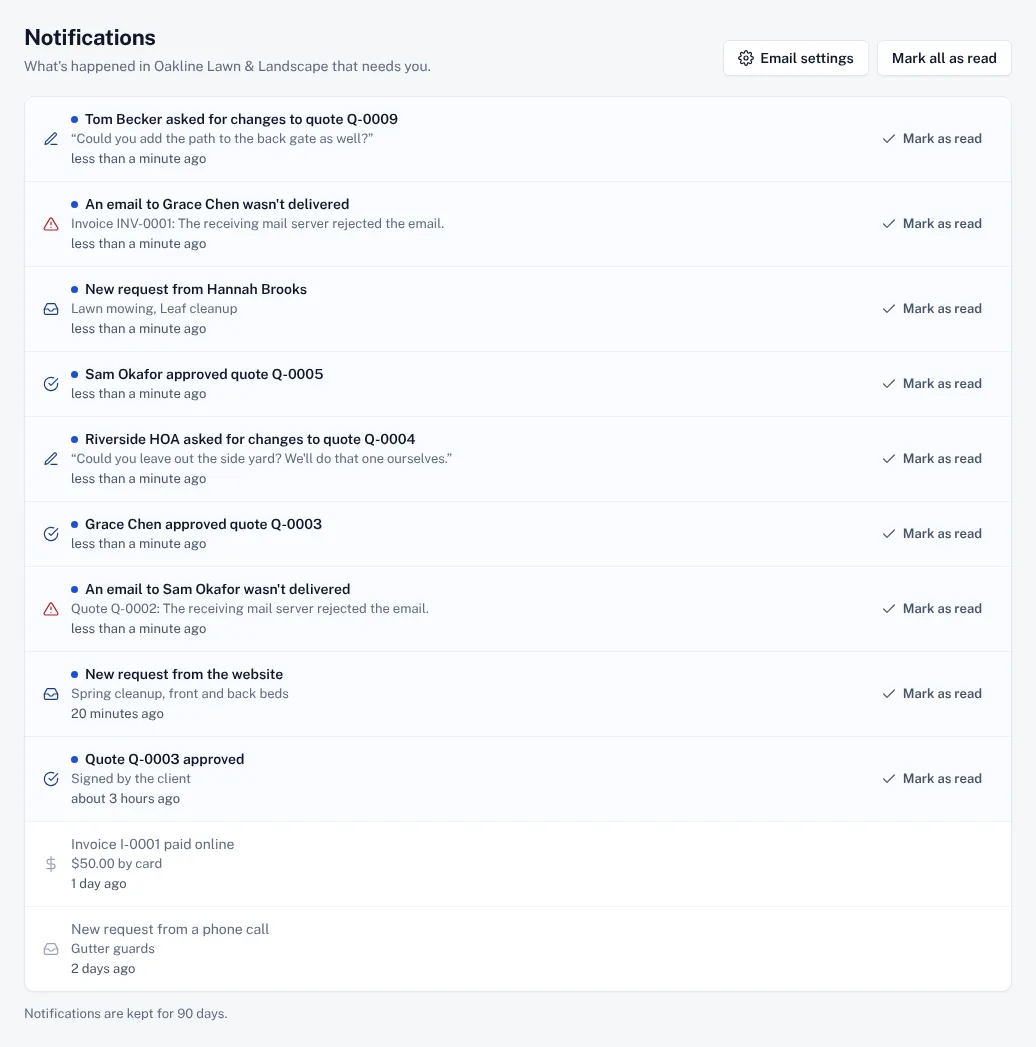 Notifications
What's happened in Oakline Lawn & Landscape that needs you.
Email settings
Mark all as read
Tom Becker asked for changes to quote Q-0009
“Could you add the path to the back gate as well?”
less than a minute ago
Mark as read
An email to Grace Chen wasn't delivered
Invoice INV-0001: The receiving mail server rejected the email.
less than a minute ago
Mark as read
New request from Hannah Brooks
Lawn mowing, Leaf cleanup
less than a minute ago
Mark as read
Sam Okafor approved quote Q-0005
less than a minute ago
Mark as read
Riverside HOA asked for changes to quote Q-0004
“Could you leave out the side yard? We'll do that one ourselves.”
less than a minute ago
Mark as read
Grace Chen approved quote Q-0003
less than a minute ago
Mark as read
An email to Sam Okafor wasn't delivered
Quote Q-0002: The receiving mail server rejected the email.
less than a minute ago
Mark as read
New request from the website
Spring cleanup, front and back beds
20 minutes ago
Mark as read
Quote Q-0003 approved
Signed by the client
about 3 hours ago
Mark as read
Invoice I-0001 paid online
$50.00 by card
1 day ago
New request from a phone call
Gutter guards
2 days ago
Notifications are kept for 90 days.